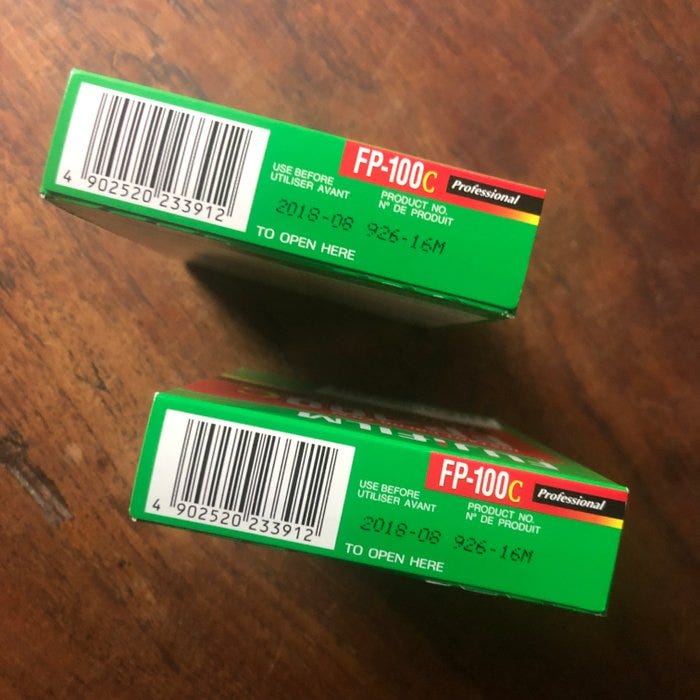 FP-100C Professional
USE BEFORE
UTILISER AVANT
PRODUCT NO.
Nº DE PRODUIT
2018-08 926-16M
TO OPEN HERE
4 902520 233912
FUJIFILM
FP-100C Professional
USE BEFORE
UTILISER AVANT
PRODUCT NO.
Nº DE PRODUIT
2018-08 926-16M
TO OPEN HERE
4 902520 233912